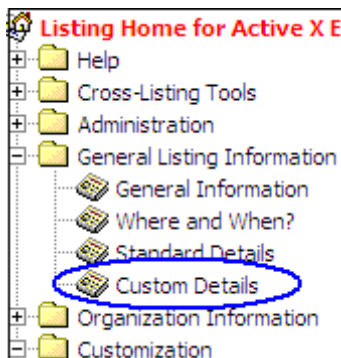 Listing Home for Active X E
Help
Cross-Listing Tools
Administration
General Listing Information
General Information
Where and When?
Standard Details
Custom Details
Organization Information
Customization